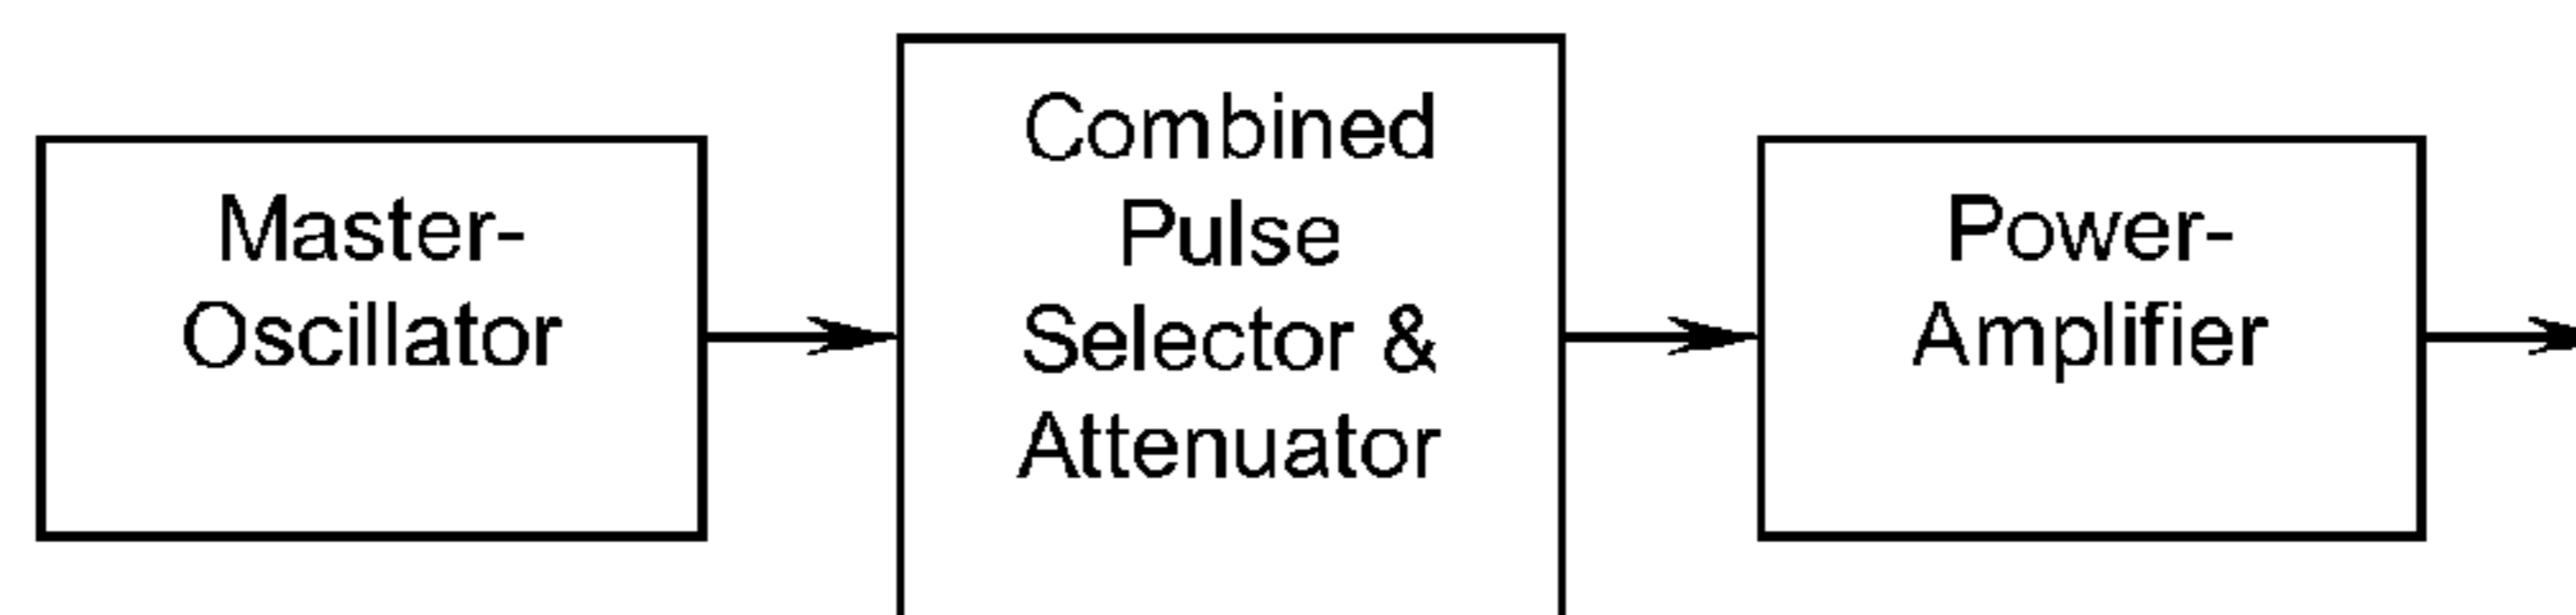 Master-
Oscillator
Combined
Pulse
Selector &
Attenuator
Power-
Amplifier